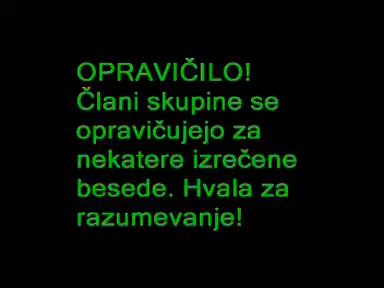 OPRAVIČILO!
Člani skupine se
opravičujejo za
nekatere izrečene
besede. Hvala za
razumevanje!